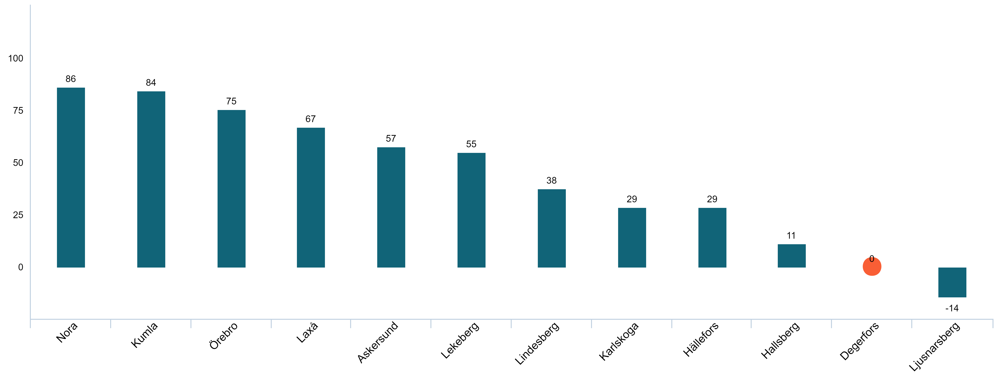 100
75
50
25
0
86
84
75
67
57
55
38
29
29
11
0
-14
Nora
Kumla
Örebro
Laxå
Askersund
Lekeberg
Lindesberg
Karlskoga
Hällefors
Hallsberg
Degerfors
Ljusnarsberg